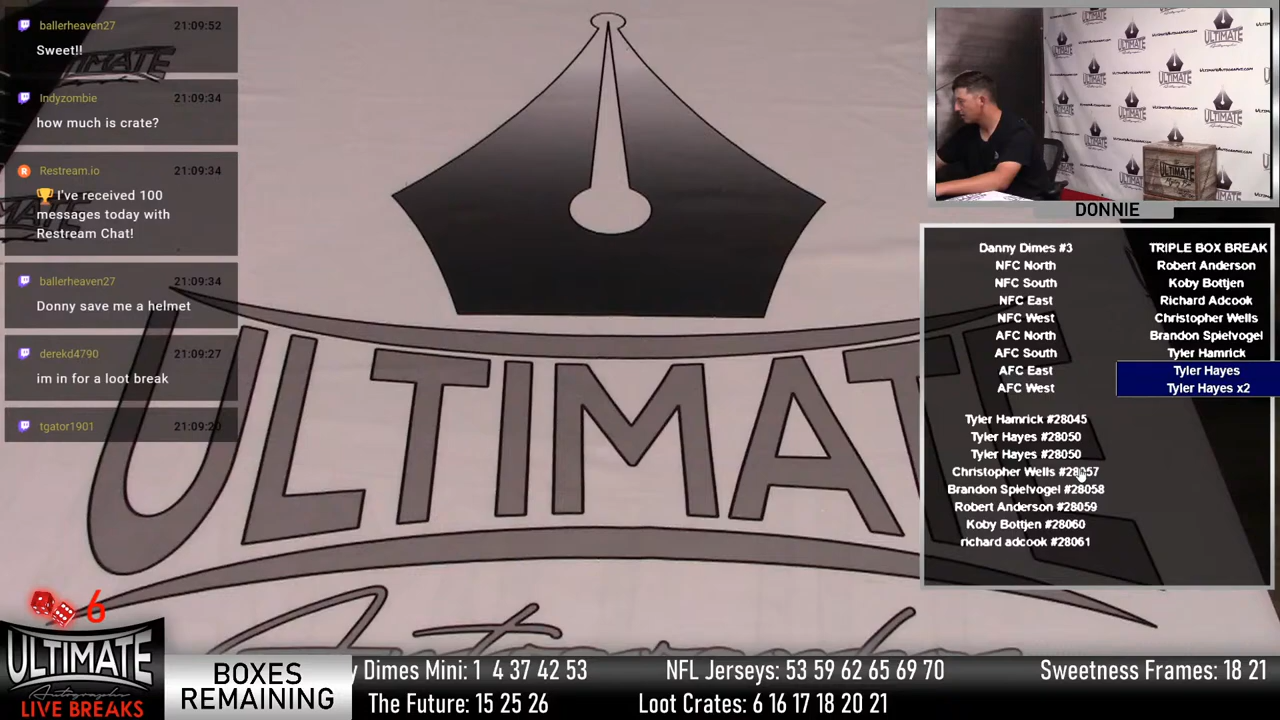 ballerheaven27 21:09:52
Sweet!!
Indyzombie 21:09:34
how much is crate?
Restream.io 21:09:34
🏆 I've received 100
messages today with
Restream Chat!
ballerheaven27 21:09:34
Donny save me a helmet
derekd4790 21:09:27
im in for a loot break
tgator1901
ULTIMATE
DONNIE
Danny Dimes #3 TRIPLE BOX BREAK
NFC North Robert Anderson
NFC South Koby Bottjen
NFC East Richard Adcook
NFC West Christopher Wells
AFC North Brandon Spielvogel
AFC South Tyler Hamrick
AFC East Tyler Hayes
AFC West Tyler Hayes x2
Tyler Hamrick #28045
Tyler Hayes #28050
Tyler Hayes #28050
Christopher Wells #28057
Brandon Spielvogel #28058
Robert Anderson #28059
Koby Bottjen #28060
richard adcook #28061
ULTIMATE
6
ULTIMATE
Autographs
LIVE BREAKS
BOXES
REMAINING
y Dimes Mini: 1 4 37 42 53 NFL Jerseys: 53 59 62 65 69 70 Sweetness Frames: 18 21
The Future: 15 25 26 Loot Crates: 6 16 17 18 20 21